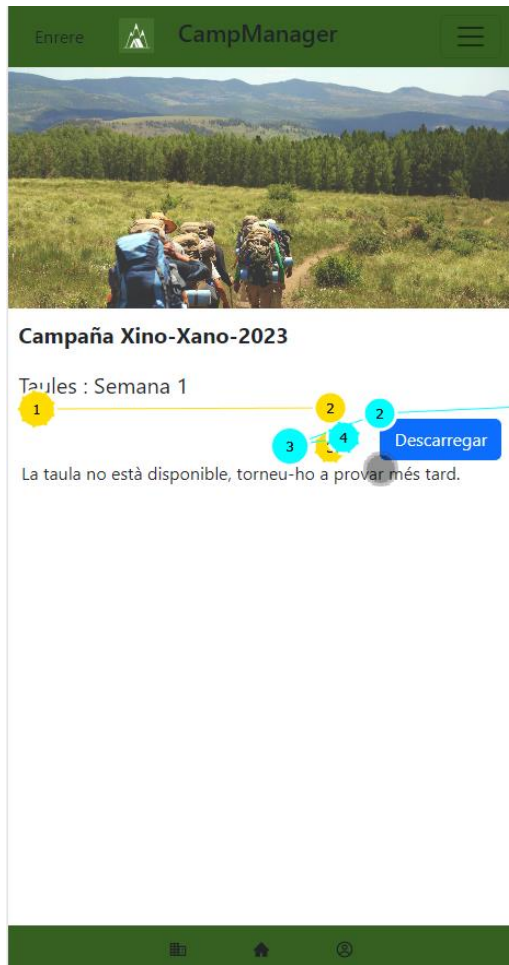 Enrere CampManager
Campaña Xino-Xano-2023
Taules : Semana 1
1 2 2
3 4 Descarregar
La taula no està disponible, torneu-ho a provar més tard.